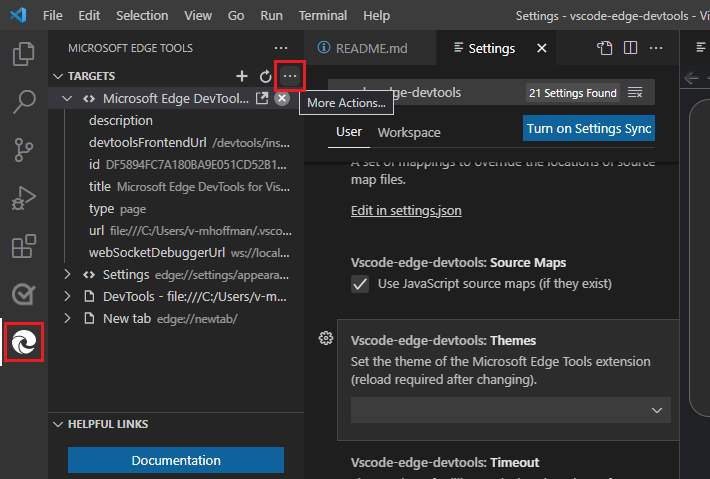 File Edit Selection View Go Run Terminal Help Settings - vscode-edge-devtools - Vi
MICROSOFT EDGE TOOLS
TARGETS
Microsoft Edge DevTool...
description
devtoolsFrontendUrl /devtools/ins...
id DF5894FC7A180BA9E051CD52B1...
title Microsoft Edge DevTools for Vis...
type page
url file:///C:/Users/v-mhoffman/.vsco...
webSocketDebuggerUrl ws://local...
Settings edge://settings/appeara...
DevTools - file:///C:/Users/v-m...
New tab edge://newtab/
HELPFUL LINKS
Documentation
README.md
Settings
edge-devtools
21 Settings Found
More Actions...
User
Workspace
Turn on Settings Sync
A set of mappings to override the locations of source
map files.
Edit in settings.json
Vscode-edge-devtools: Source Maps
Use JavaScript source maps (if they exist)
Vscode-edge-devtools: Themes
Set the theme of the Microsoft Edge Tools extension
(reload required after changing).
Vscode-edge-devtools: Timeout